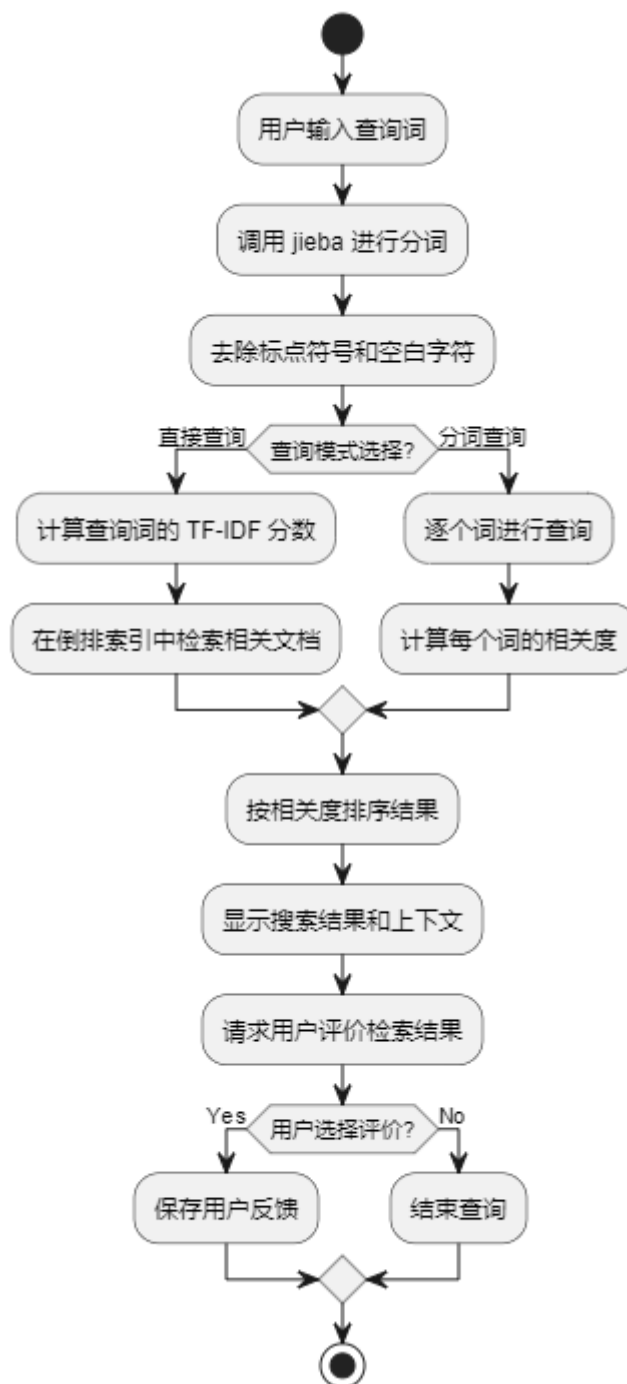 用户输入查询词
调用 jieba 进行分词
去除标点符号和空白字符
直接查询
查询模式选择?
分词查询
计算查询词的 TF-IDF 分数
逐个词进行查询
在倒排索引中检索相关文档
计算每个词的相关度
按相关度排序结果
显示搜索结果和上下文
请求用户评价检索结果
Yes
用户选择评价?
No
保存用户反馈
结束查询